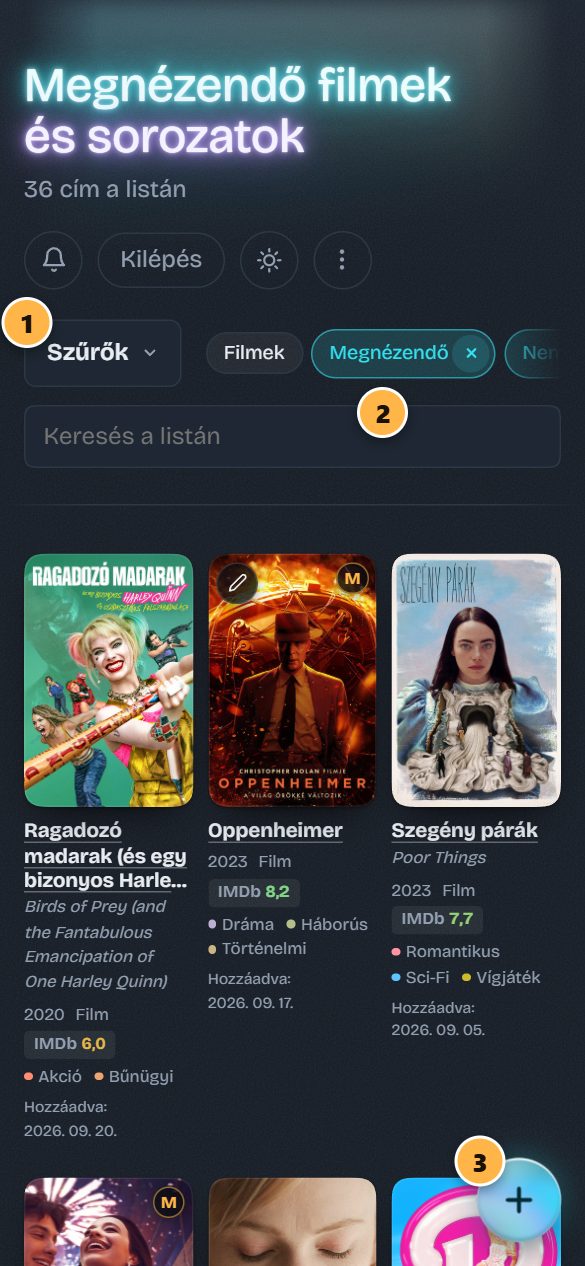 Megnézendő filmek
és sorozatok
36 cím a listán
Kilépés
1
Szűrők
Filmek
Megnézendő
2
Keresés a listán
RAGADOZÓ MADARAK
HARLEY QUINN
M
CHRISTOPHER NOLAN FILMJE
OPPENHEIMER
A VILÁG ÖRÖKKÉ VÁLTOZIK
SZEGÉNY PÁRÁK
Ragadozó
madarak (és egy
bizonyos Harle...
Birds of Prey (and
the Fantabulous
Emancipation of
One Harley Quinn)
2020 Film
IMDb 6,0
Akció Bűnügyi
Hozzáadva:
2026. 09. 20.
Oppenheimer
2023 Film
IMDb 8,2
Dráma Háborús
Történelmi
Hozzáadva:
2026. 09. 17.
Szegény párák
Poor Things
2023 Film
IMDb 7,7
Romantikus
Sci-Fi Vígjáték
Hozzáadva:
2026. 09. 05.
3
M